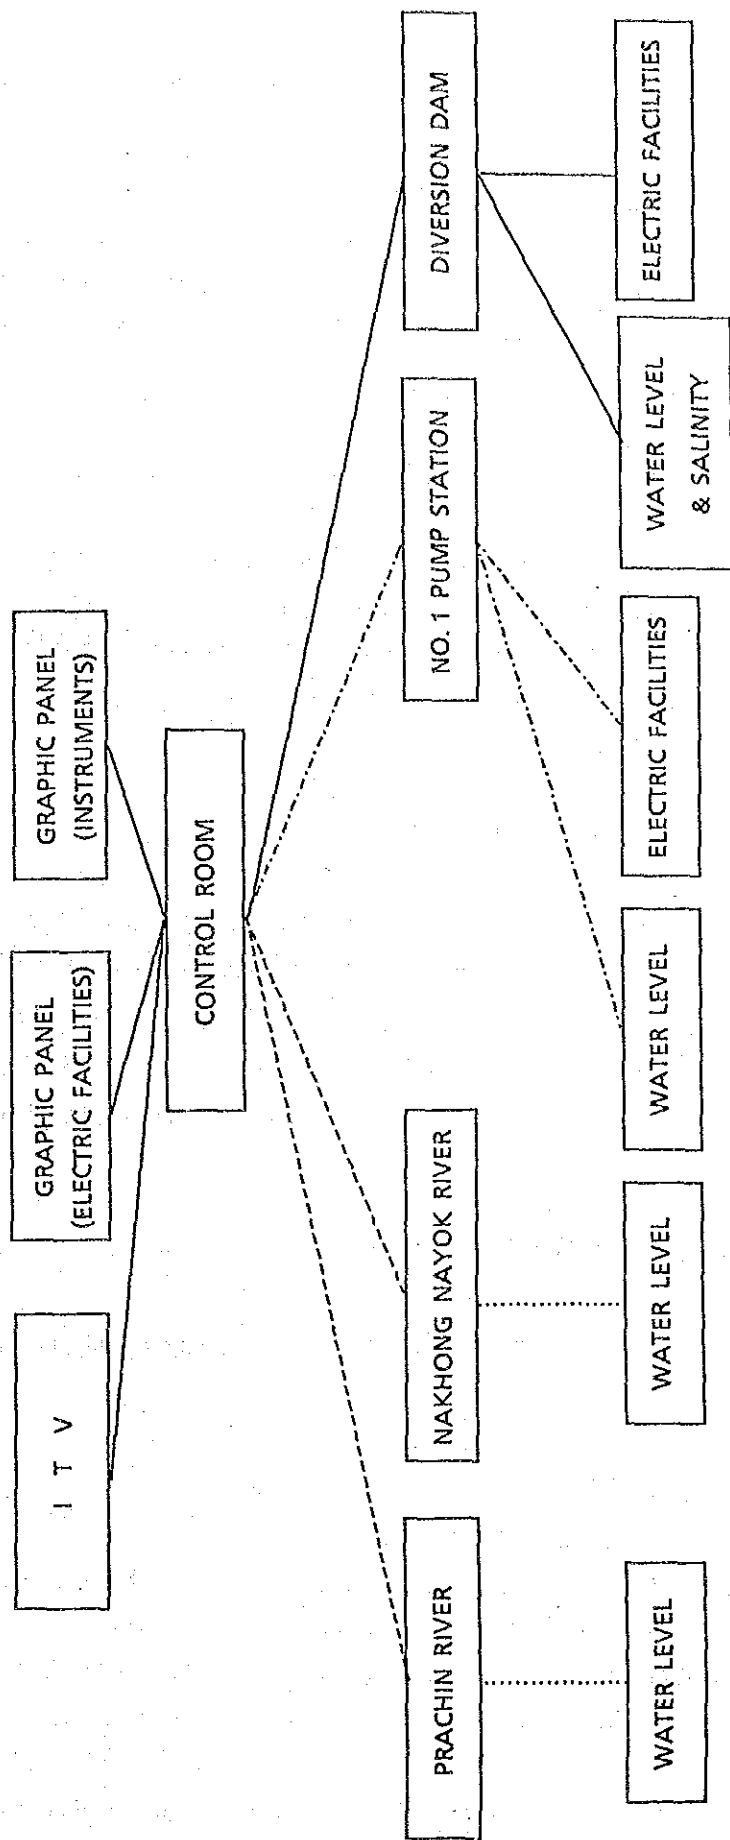 I T V
GRAPHIC PANEL
(ELECTRIC FACILITIES)
GRAPHIC PANEL
(INSTRUMENTS)
CONTROL ROOM
PRACHIN RIVER
NAKHONG NAYOK RIVER
NO. 1 PUMP STATION
DIVERSION DAM
WATER LEVEL
WATER LEVEL
WATER LEVEL
ELECTRIC FACILITIES
WATER LEVEL
& SALINITY
ELECTRIC FACILITIES